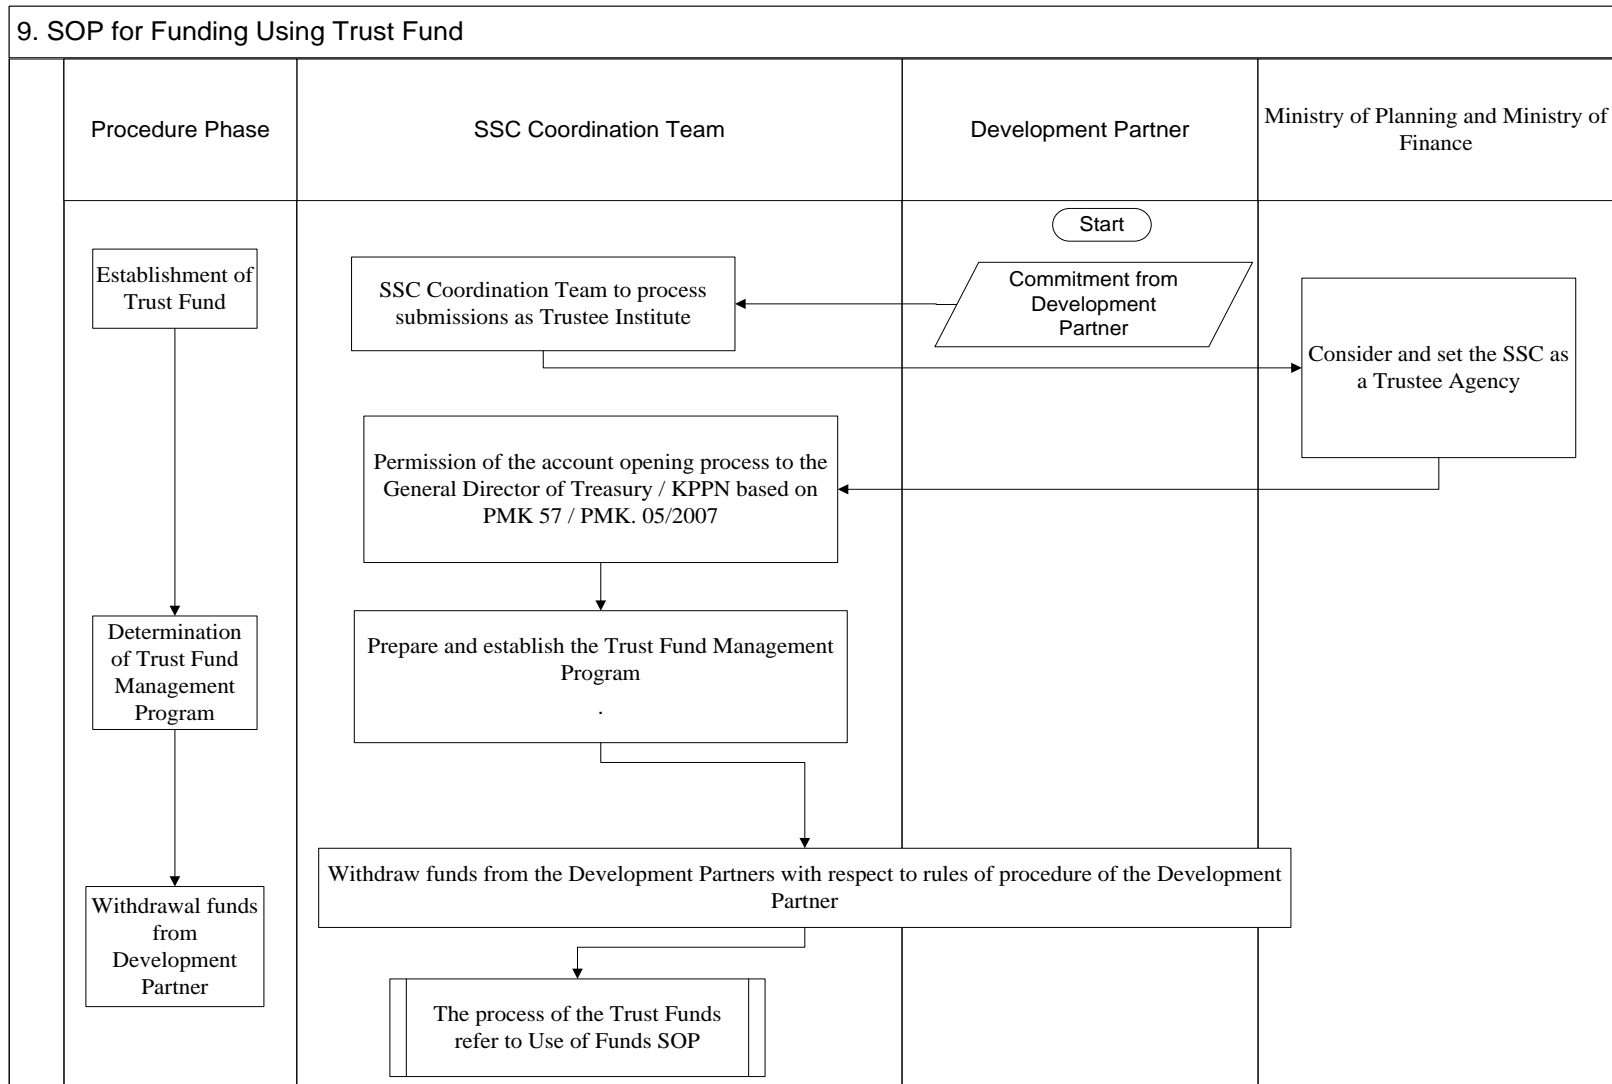 9. SOP for Funding Using Trust Fund
Procedure Phase
SSC Coordination Team
Development Partner
Ministry of Planning and Ministry of
Finance
Start
Establishment of
Trust Fund
SSC Coordination Team to process
submissions as Trustee Institute
Commitment from
Development
Partner
Consider and set the SSC as
a Trustee Agency
Permission of the account opening process to the
General Director of Treasury / KPPN based on
PMK 57 / PMK. 05/2007
Determination
of Trust Fund
Management
Program
Prepare and establish the Trust Fund Management
Program
.
Withdraw funds from the Development Partners with respect to rules of procedure of the Development
Partner
Withdrawal funds
from
Development
Partner
The process of the Trust Funds
refer to Use of Funds SOP